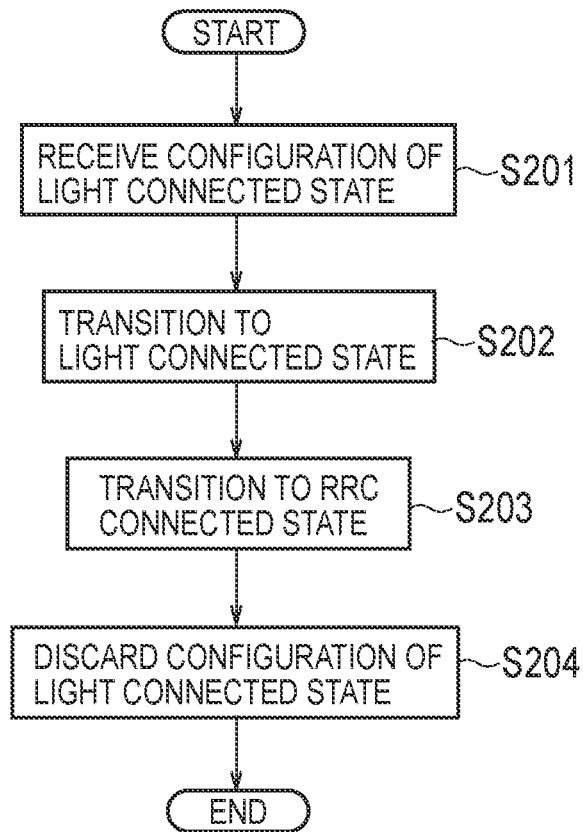 START
RECEIVE CONFIGURATION OF
LIGHT CONNECTED STATE
S201
TRANSITION TO
LIGHT CONNECTED STATE
S202
TRANSITION TO RRC
CONNECTED STATE
S203
DISCARD CONFIGURATION OF
LIGHT CONNECTED STATE
S204
END